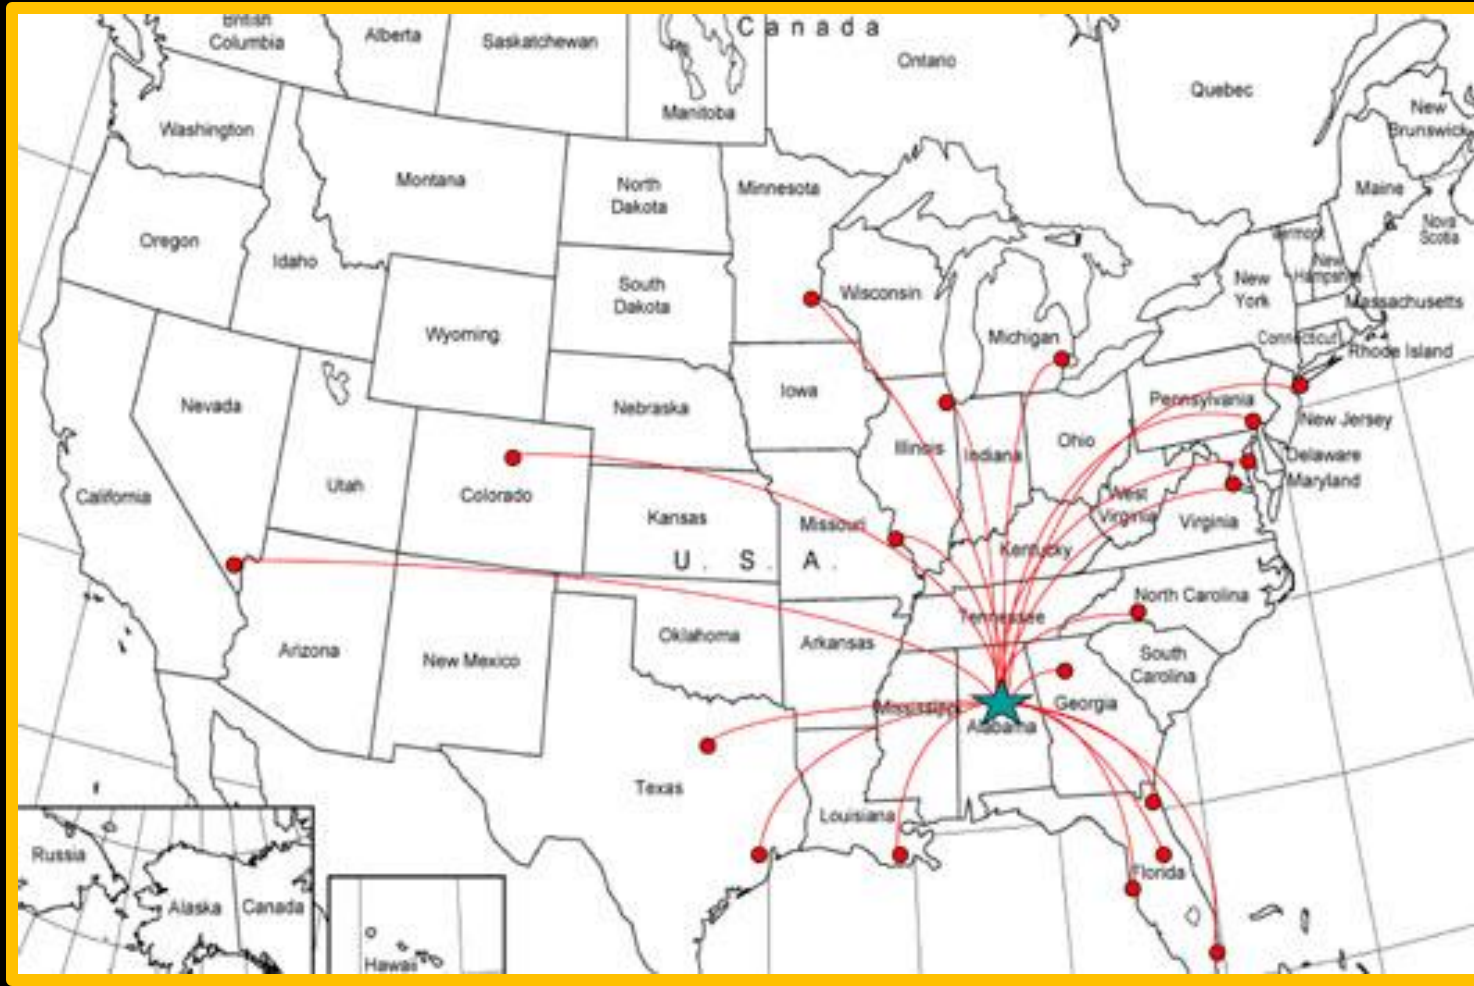 British
Columbia
Alberta
Saskatchewan
Manitoba
Canada
Ontario
Quebec
New
Brunswick
Nova
Scotia
Maine
Vermont
New
Hampshire
Massachusetts
Connecticut
Rhode Island
New
York
Washington
Montana
North
Dakota
Minnesota
Oregon
Idaho
South
Dakota
Wisconsin
Michigan
Wyoming
Nevada
Nebraska
Iowa
Pennsylvania
New Jersey
Illinois
Indiana
Ohio
Delaware
Maryland
California
Utah
Colorado
Kansas
Missouri
West
Virginia
Virginia
Kentucky
U. S. A.
Arizona
New Mexico
Oklahoma
Arkansas
Tennessee
North Carolina
South
Carolina
Mississippi
Alabama
Georgia
Texas
Louisiana
Florida
Russia
Alaska
Canada
Hawaii